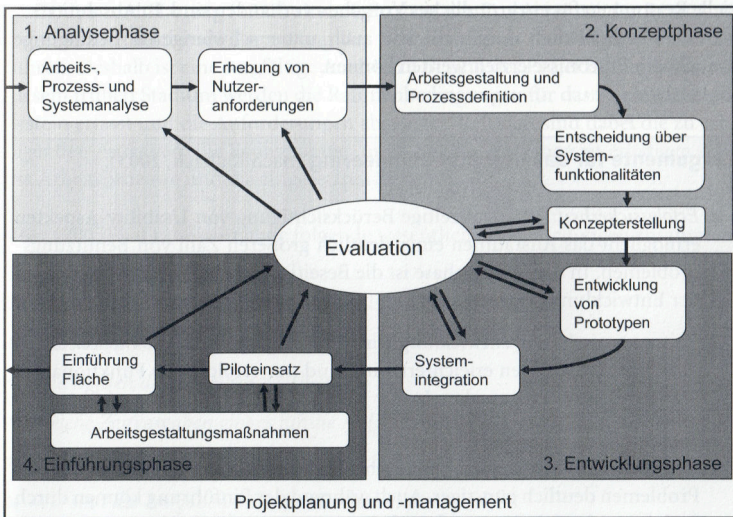 1. Analysephase
Arbeits-,
Prozess- und
Systemanalyse
Erhebung von
Nutzer-
anforderungen
2. Konzeptphase
Arbeitsgestaltung und
Prozessdefinition
Entscheidung über
System-
funktionalitäten
Konzepterstellung
Evaluation
Entwicklung
von
Prototypen
System-
integration
3. Entwicklungsphase
Piloteinsatz
Einführung
Fläche
Arbeitsgestaltungsmaßnahmen
4. Einführungsphase
Projektplanung und -management